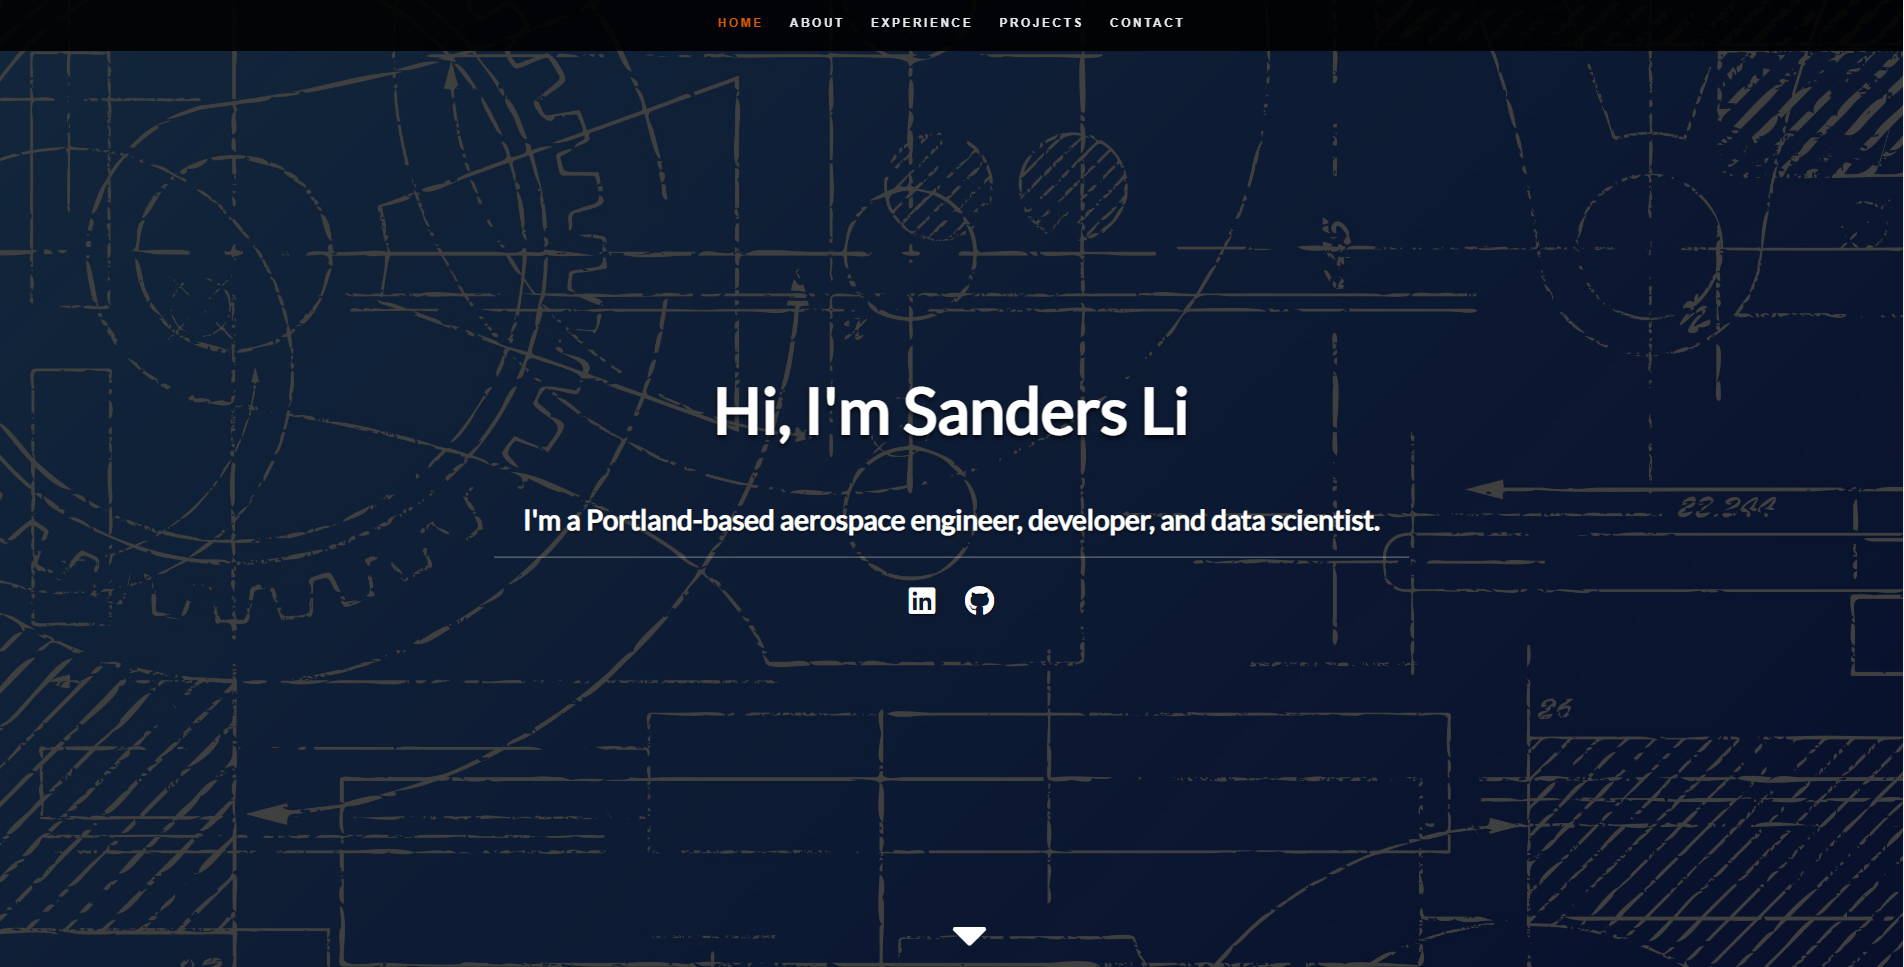 HOME ABOUT EXPERIENCE PROJECTS CONTACT
Hi, I'm Sanders Li
22.244
I'm a Portland-based aerospace engineer, developer, and data scientist.
in
26